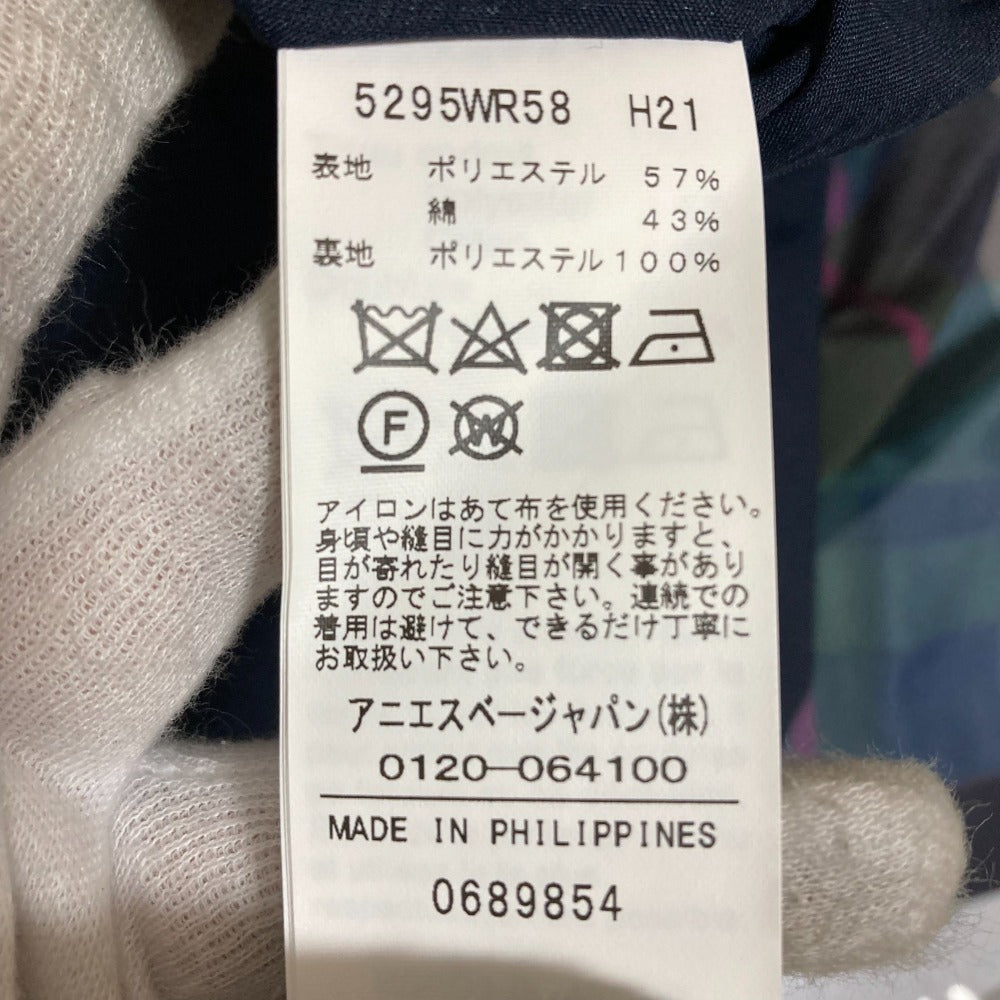 5295WR58 H21
表地 ポリエステル 57%
綿 43%
裏地 ポリエステル 100%
F
W
アイロンはあて布を使用ください。
身頃や縫目に力がかかりますと、
目が寄れたり縫目が開く事があり
ますのでご注意下さい。連続での
着用は避けて、できるだけ丁寧に
お取扱い下さい。
アニエスベージャパン(株)
0120-064100
MADE IN PHILIPPINES
0689854